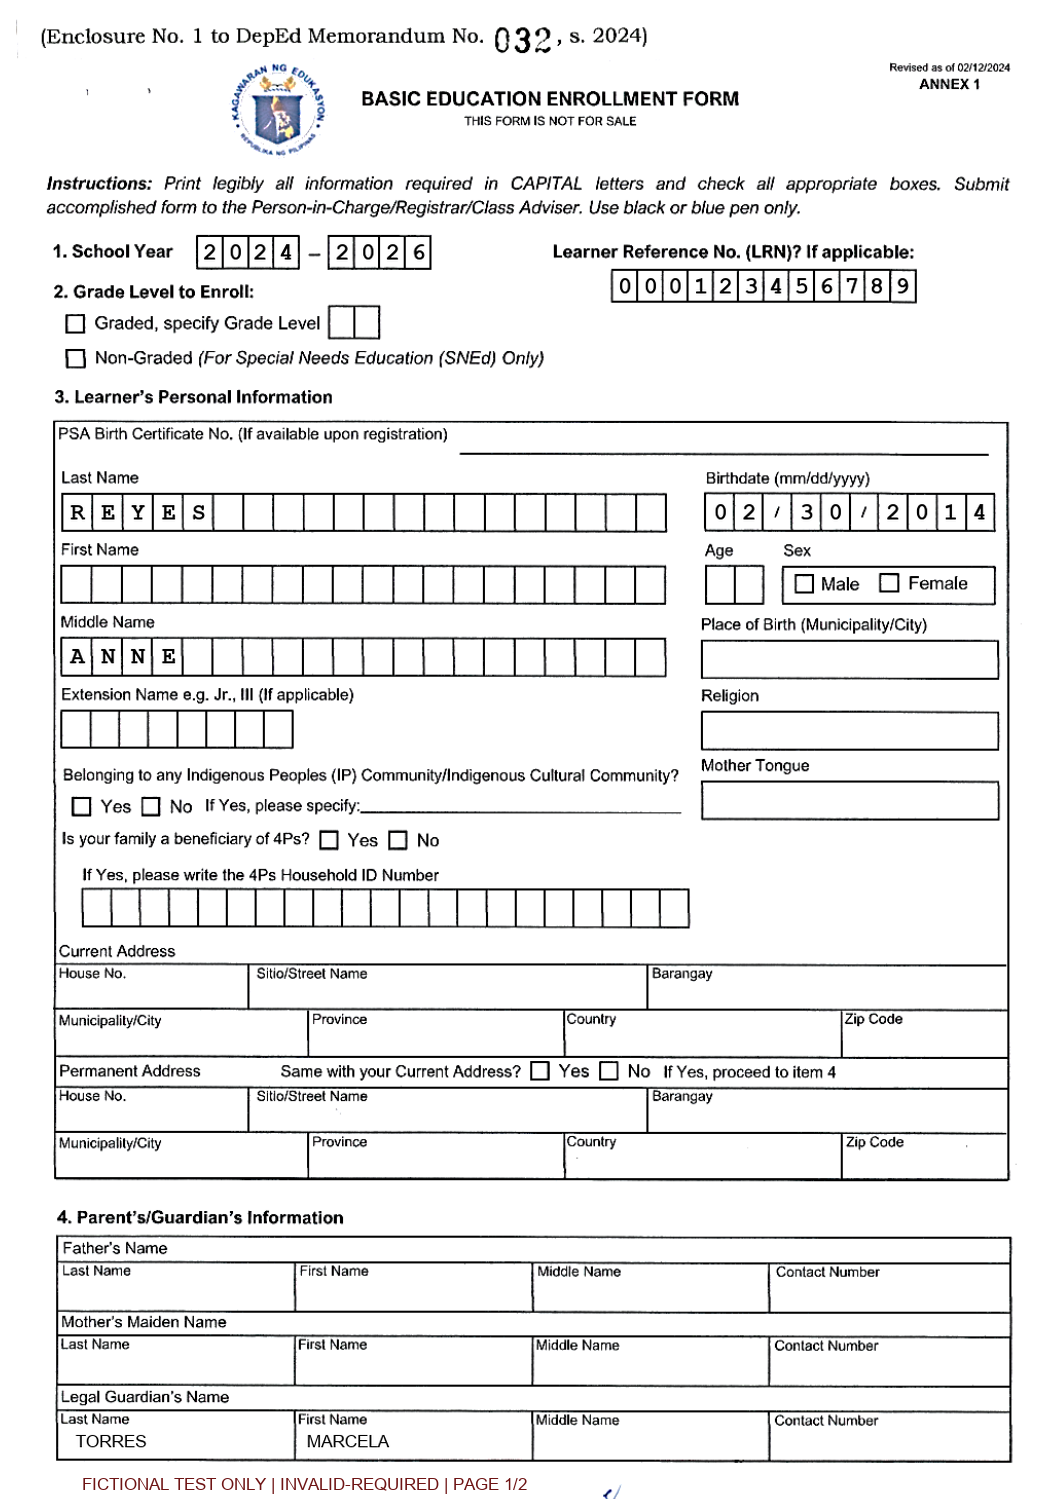 (Enclosure No. 1 to DepEd Memorandum No. 032, s. 2024)
Revised as of 02/12/2024
ANNEX 1
KAGAWARAN NG EDUKASYON
REPUBLIKA NG PILIPINAS
BASIC EDUCATION ENROLLMENT FORM
THIS FORM IS NOT FOR SALE
Instructions: Print legibly all information required in CAPITAL letters and check all appropriate boxes. Submit
accomplished form to the Person-in-Charge/Registrar/Class Adviser. Use black or blue pen only.
1. School Year 2024 – 2026
Learner Reference No. (LRN)? If applicable:
000123456789
2. Grade Level to Enroll:
Graded, specify Grade Level
Non-Graded (For Special Needs Education (SNEd) Only)
3. Learner's Personal Information
PSA Birth Certificate No. (If available upon registration)
Last Name
REYES
Birthdate (mm/dd/yyyy)
02/30/2014
First Name
Age Sex
Male Female
Middle Name
ANNE
Place of Birth (Municipality/City)
Extension Name e.g. Jr., III (If applicable)
Religion
Mother Tongue
Belonging to any Indigenous Peoples (IP) Community/Indigenous Cultural Community?
Yes No If Yes, please specify:
Is your family a beneficiary of 4Ps? Yes No
If Yes, please write the 4Ps Household ID Number
Current Address
House No. Sitio/Street Name Barangay
Municipality/City Province Country Zip Code
Permanent Address Same with your Current Address? Yes No If Yes, proceed to item 4
House No. Sitio/Street Name Barangay
Municipality/City Province Country Zip Code
4. Parent's/Guardian's Information
Father's Name
Last Name First Name Middle Name Contact Number
Mother's Maiden Name
Last Name First Name Middle Name Contact Number
Legal Guardian's Name
Last Name First Name Middle Name Contact Number
TORRES MARCELA
FICTIONAL TEST ONLY | INVALID-REQUIRED | PAGE 1/2